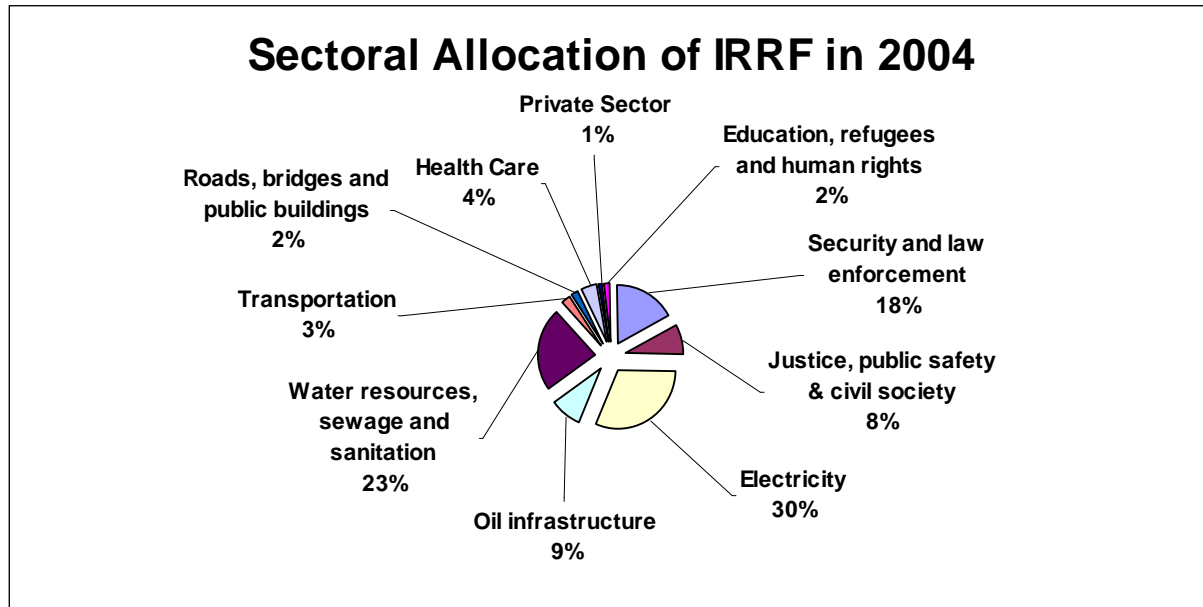 Sectoral Allocation of IRRF in 2004
Private Sector
1%
Education, refugees
and human rights
2%
Health Care
4%
Roads, bridges and
public buildings
2%
Security and law
enforcement
18%
Transportation
3%
Justice, public safety
& civil society
8%
Water resources,
sewage and
sanitation
23%
Electricity
30%
Oil infrastructure
9%